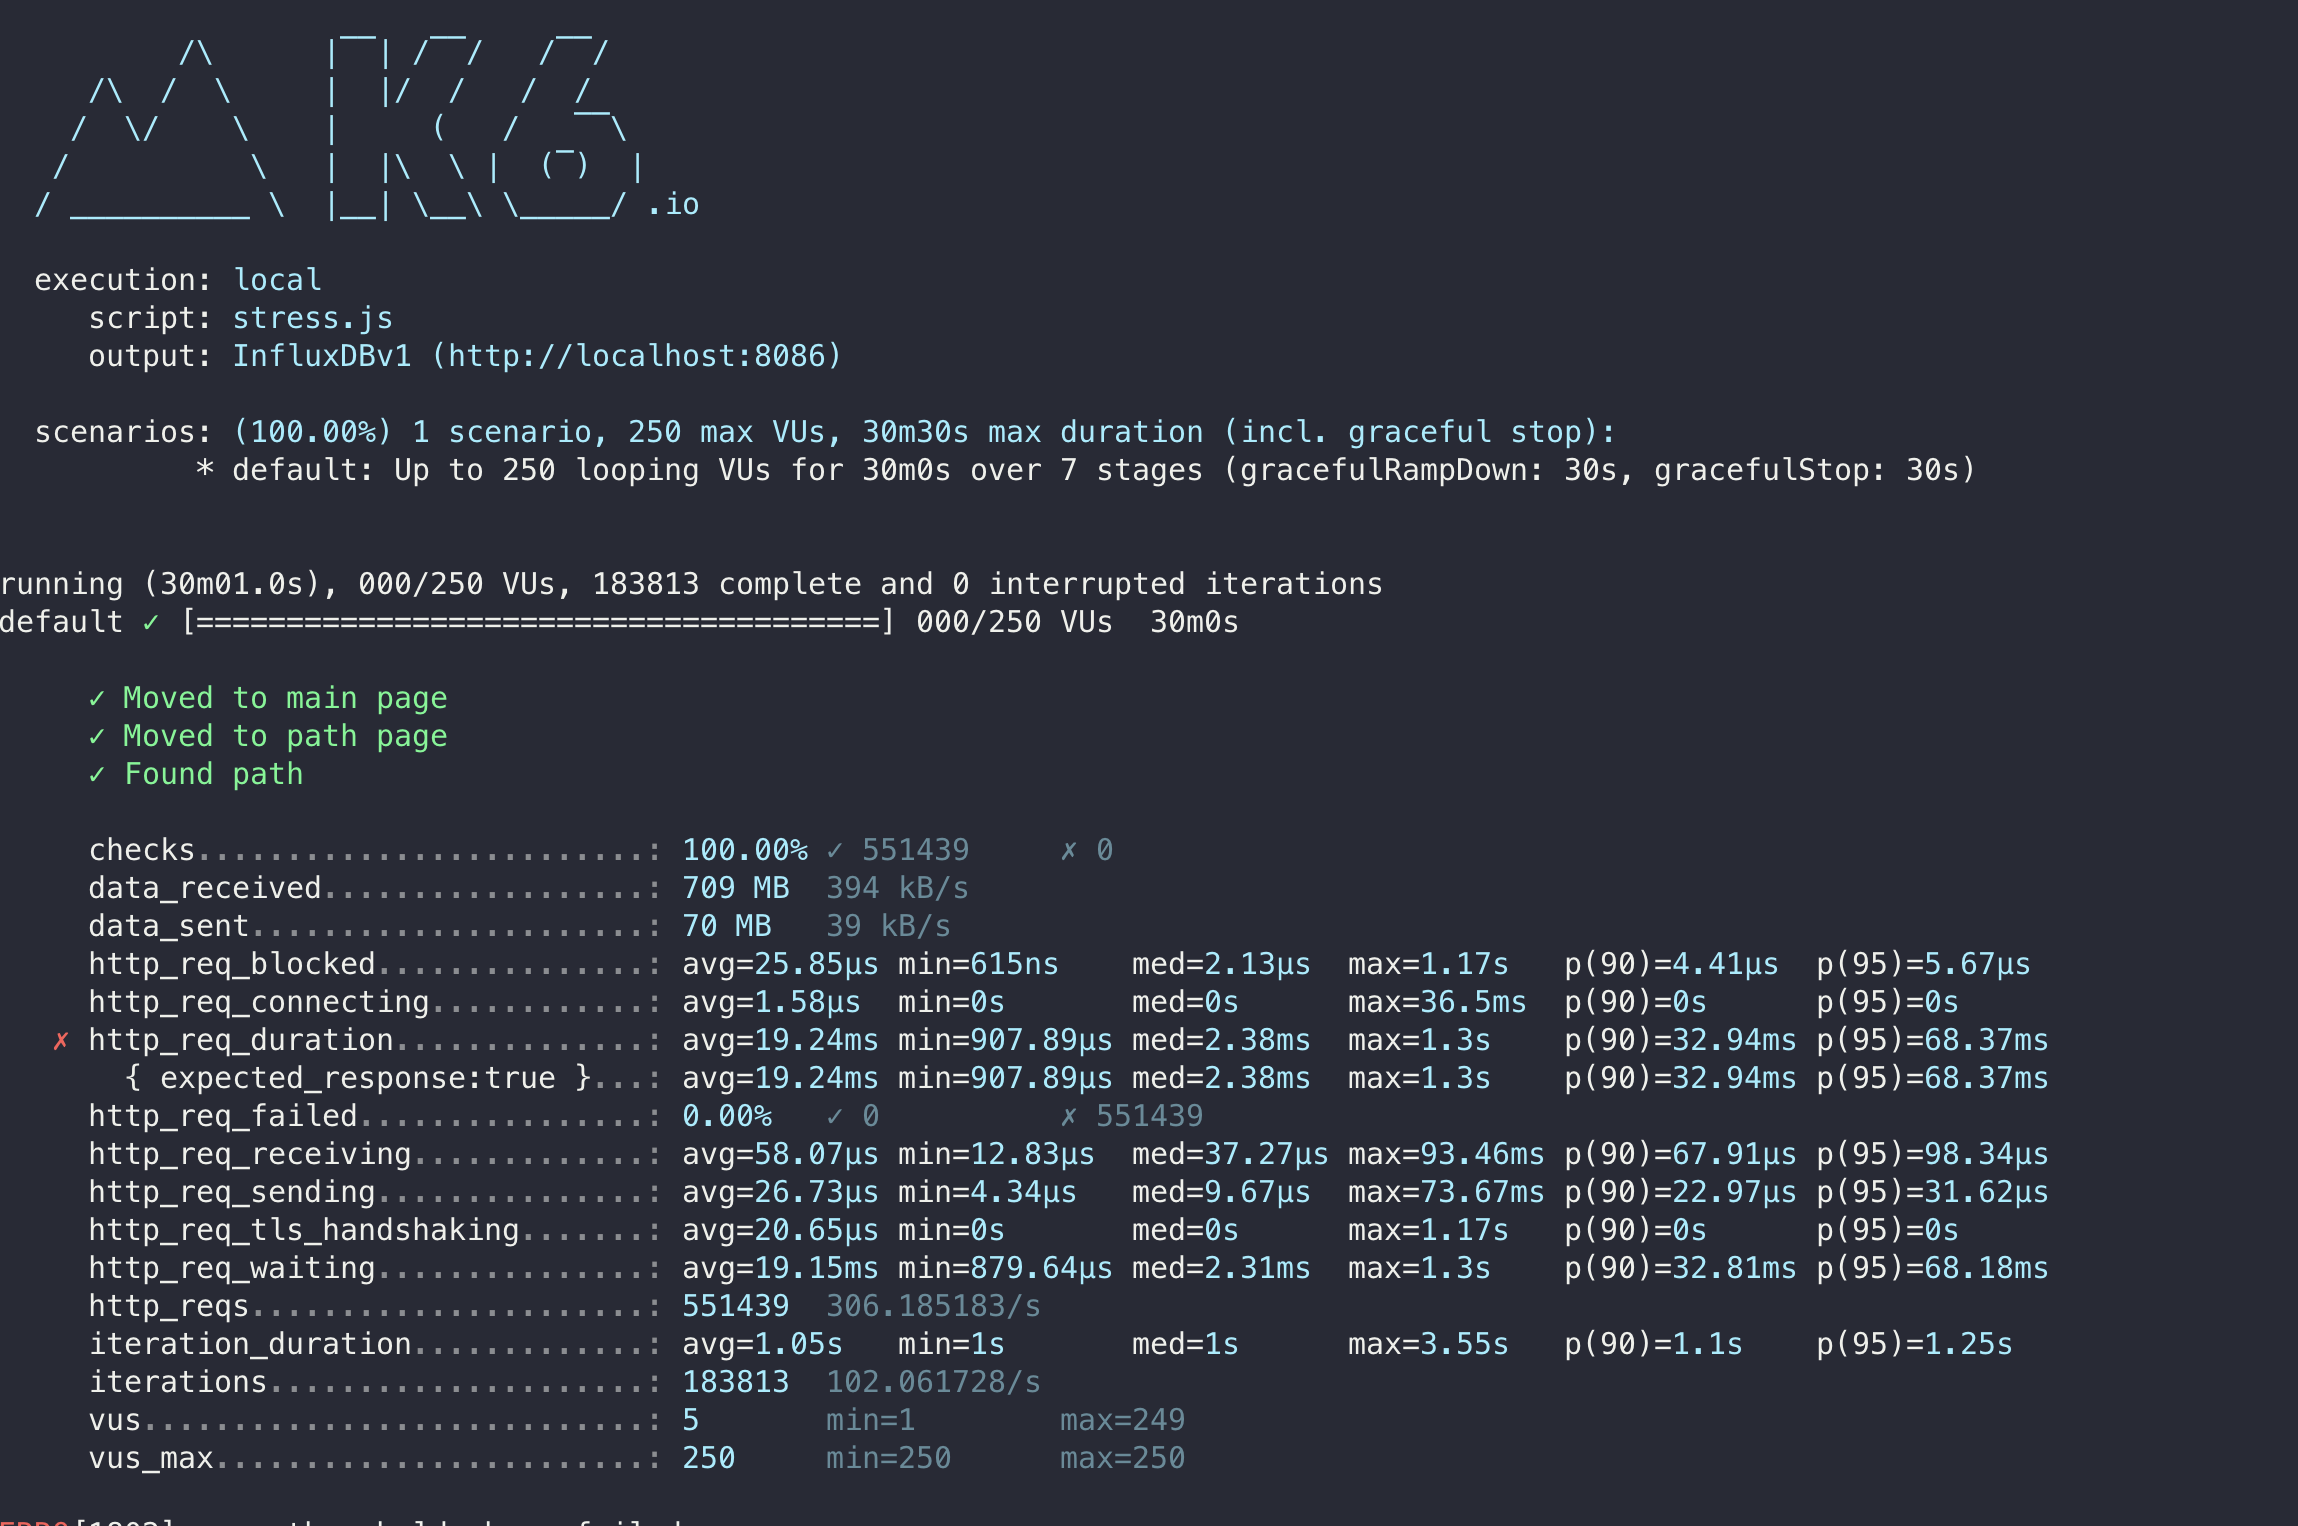 /\      |‾‾| /‾‾/   /‾‾/
     /\  /  \     |  |/  /   /  /
    /  \/    \    |     (   /   ‾‾\
   /          \   |  |\  \ |  (‾)  |
  / __________ \  |__| \__\ \_____/ .io

  execution: local
     script: stress.js
     output: InfluxDBv1 (http://localhost:8086)

  scenarios: (100.00%) 1 scenario, 250 max VUs, 30m30s max duration (incl. graceful stop):
           * default: Up to 250 looping VUs for 30m0s over 7 stages (gracefulRampDown: 30s, gracefulStop: 30s)

running (30m01.0s), 000/250 VUs, 183813 complete and 0 interrupted iterations
default ✓ [======================================] 000/250 VUs  30m0s

     ✓ Moved to main page
     ✓ Moved to path page
     ✓ Found path

     checks.........................: 100.00% ✓ 551439     ✗ 0
     data_received..................: 709 MB  394 kB/s
     data_sent......................: 70 MB   39 kB/s
     http_req_blocked...............: avg=25.85µs min=615ns    med=2.13µs  max=1.17s   p(90)=4.41µs  p(95)=5.67µs
     http_req_connecting............: avg=1.58µs  min=0s       med=0s      max=36.5ms  p(90)=0s      p(95)=0s
   ✗ http_req_duration..............: avg=19.24ms min=907.89µs med=2.38ms  max=1.3s    p(90)=32.94ms p(95)=68.37ms
       { expected_response:true }...: avg=19.24ms min=907.89µs med=2.38ms  max=1.3s    p(90)=32.94ms p(95)=68.37ms
     http_req_failed................: 0.00%   ✓ 0          ✗ 551439
     http_req_receiving.............: avg=58.07µs min=12.83µs  med=37.27µs max=93.46ms p(90)=67.91µs p(95)=98.34µs
     http_req_sending...............: avg=26.73µs min=4.34µs   med=9.67µs  max=73.67ms p(90)=22.97µs p(95)=31.62µs
     http_req_tls_handshaking.......: avg=20.65µs min=0s       med=0s      max=1.17s   p(90)=0s      p(95)=0s
     http_req_waiting...............: avg=19.15ms min=879.64µs med=2.31ms  max=1.3s    p(90)=32.81ms p(95)=68.18ms
     http_reqs......................: 551439  306.185183/s
     iteration_duration.............: avg=1.05s   min=1s       med=1s      max=3.55s   p(90)=1.1s    p(95)=1.25s
     iterations.....................: 183813  102.061728/s
     vus............................: 5       min=1        max=249
     vus_max........................: 250     min=250      max=250